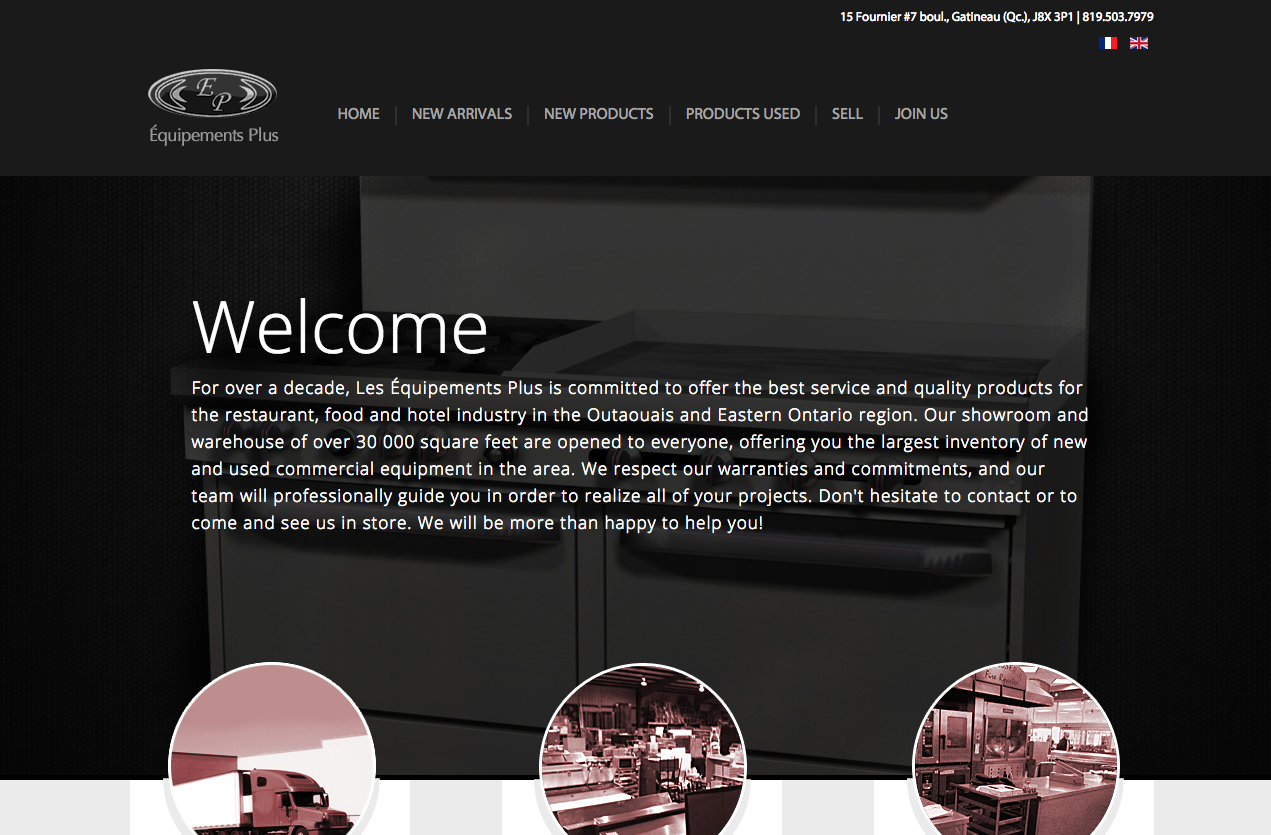 15 Fournier #7 boul., Gatineau (Qc.), J8X 3P1 | 819.503.7979
E P
Équipements Plus
HOME | NEW ARRIVALS | NEW PRODUCTS | PRODUCTS USED | SELL | JOIN US
Welcome
For over a decade, Les Équipements Plus is committed to offer the best service and quality products for
the restaurant, food and hotel industry in the Outaouais and Eastern Ontario region. Our showroom and
warehouse of over 30 000 square feet are opened to everyone, offering you the largest inventory of new
and used commercial equipment in the area. We respect our warranties and commitments, and our
team will professionally guide you in order to realize all of your projects. Don't hesitate to contact or to
come and see us in store. We will be more than happy to help you!